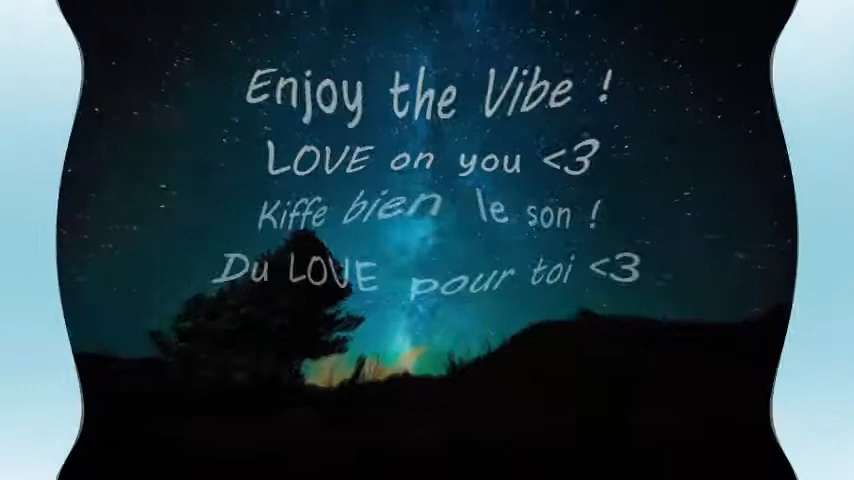 Enjoy the Vibe !
LOVE on you <3
Kiffe bien le son !
Du LOVE pour toi <3